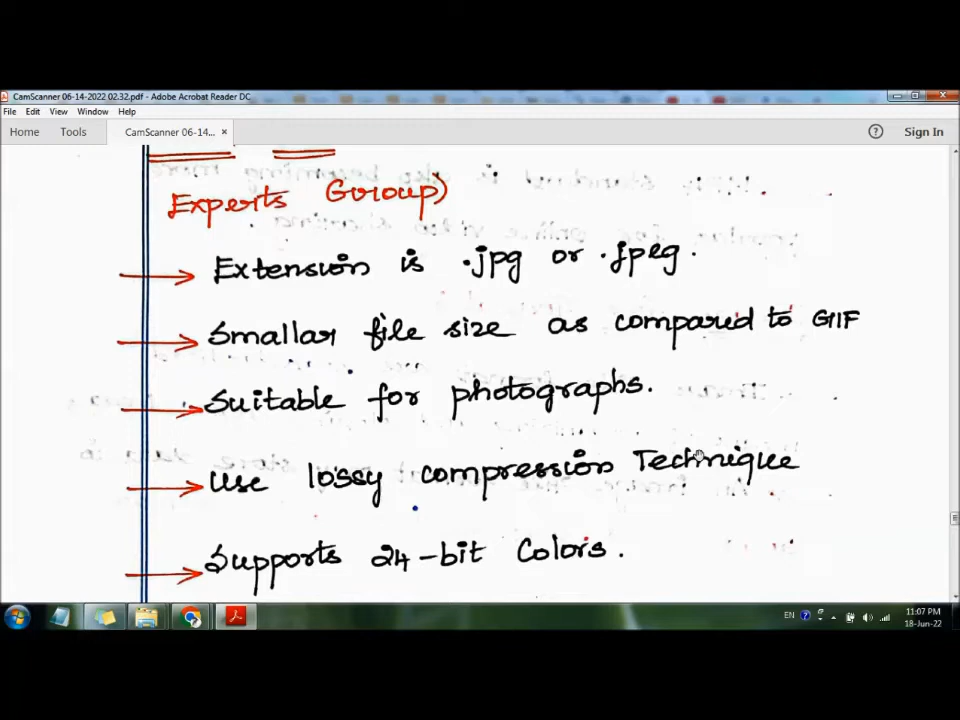 CamScanner 06-14-2022 02.32.pdf - Adobe Acrobat Reader DC
File Edit View Window Help
Home Tools CamScanner 06-14... × ? Sign In
Experts Group)
Extension is .jpg or .jpeg.
Smallar file size as compared to GIF
Suitable for photographs.
Use lossy compression Technique
Supports 24-bit Colors.
EN 11:07 PM
18-Jun-22